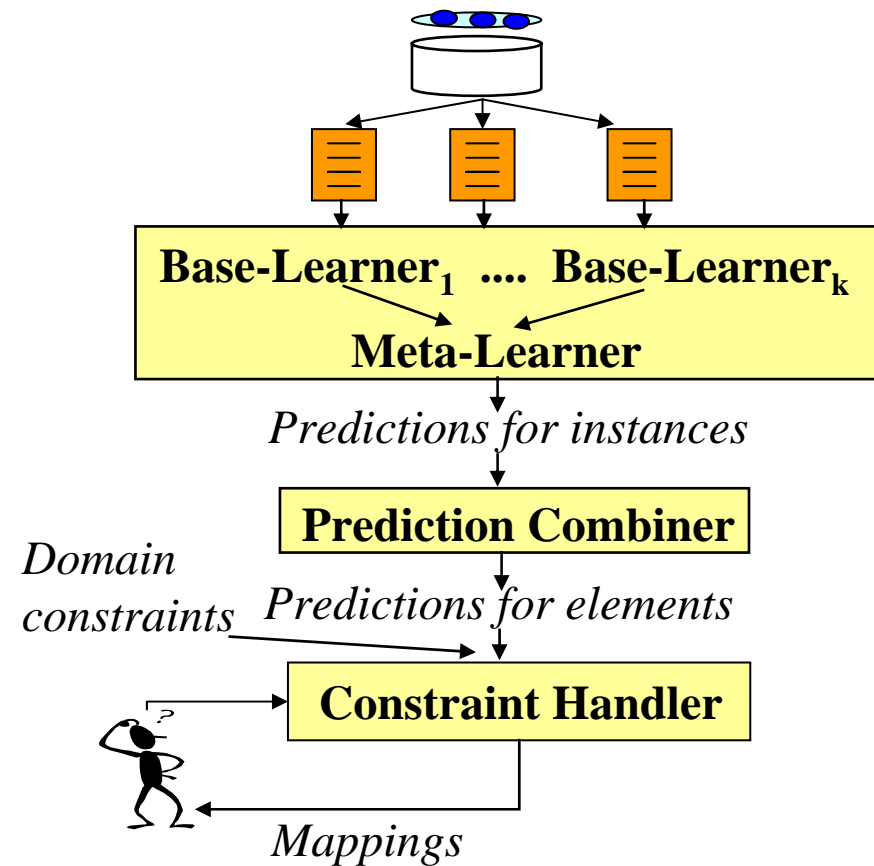 Base-Learner₁ .... Base-Learnerₖ
Meta-Learner
Predictions for instances
Prediction Combiner
Domain
constraints
Predictions for elements
Constraint Handler
?
Mappings